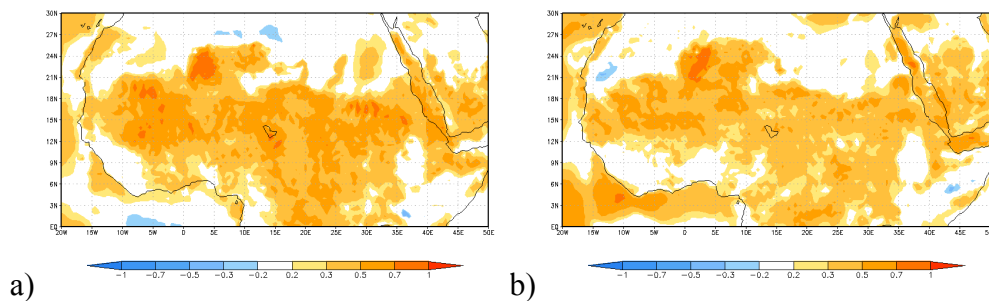 30N
27N
24N
21N
18N
15N
12N
9N
6N
3N
EQ
20W 15W 10W 5W 0 5E 10E 15E 20E 25E 30E 35E 40E 45E 50E
-1 -0.7 -0.5 -0.3 -0.2 0.2 0.3 0.5 0.7 1
a)
30N
27N
24N
21N
18N
15N
12N
9N
6N
3N
EQ
20W 15W 10W 5W 0 5E 10E 15E 20E 25E 30E 35E 40E 45E 50E
-1 -0.7 -0.5 -0.3 -0.2 0.2 0.3 0.5 0.7 1
b)